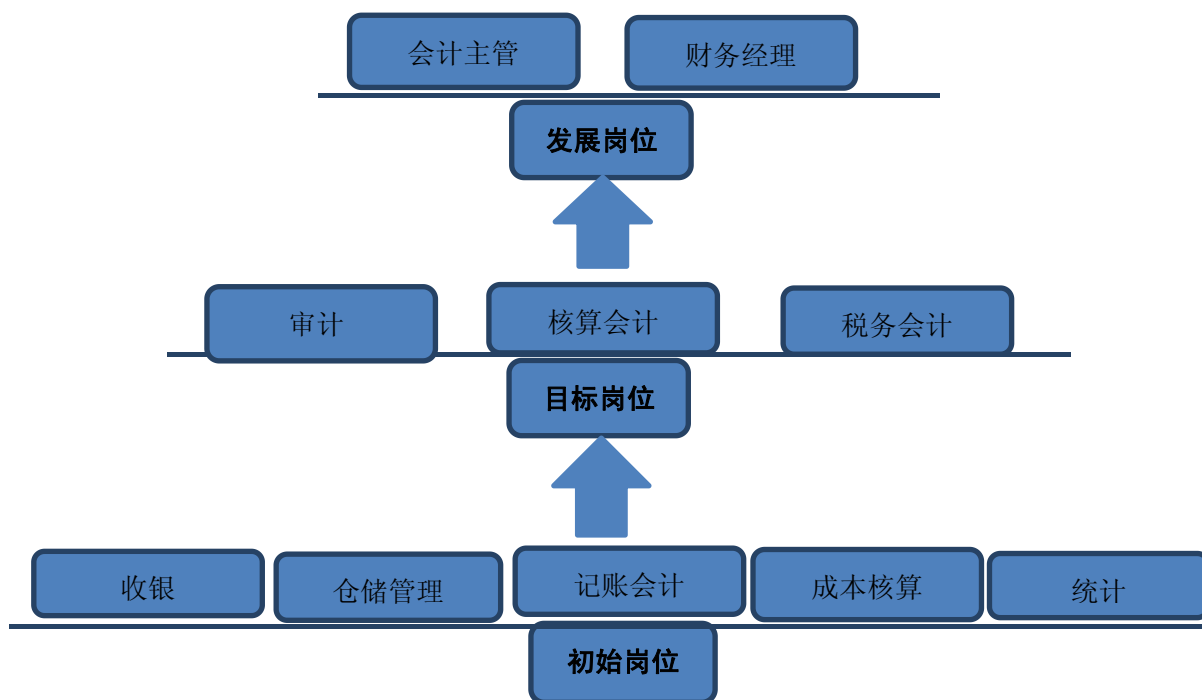 会计主管
财务经理
发展岗位
审计
核算会计
税务会计
目标岗位
收银
仓储管理
记账会计
成本核算
统计
初始岗位